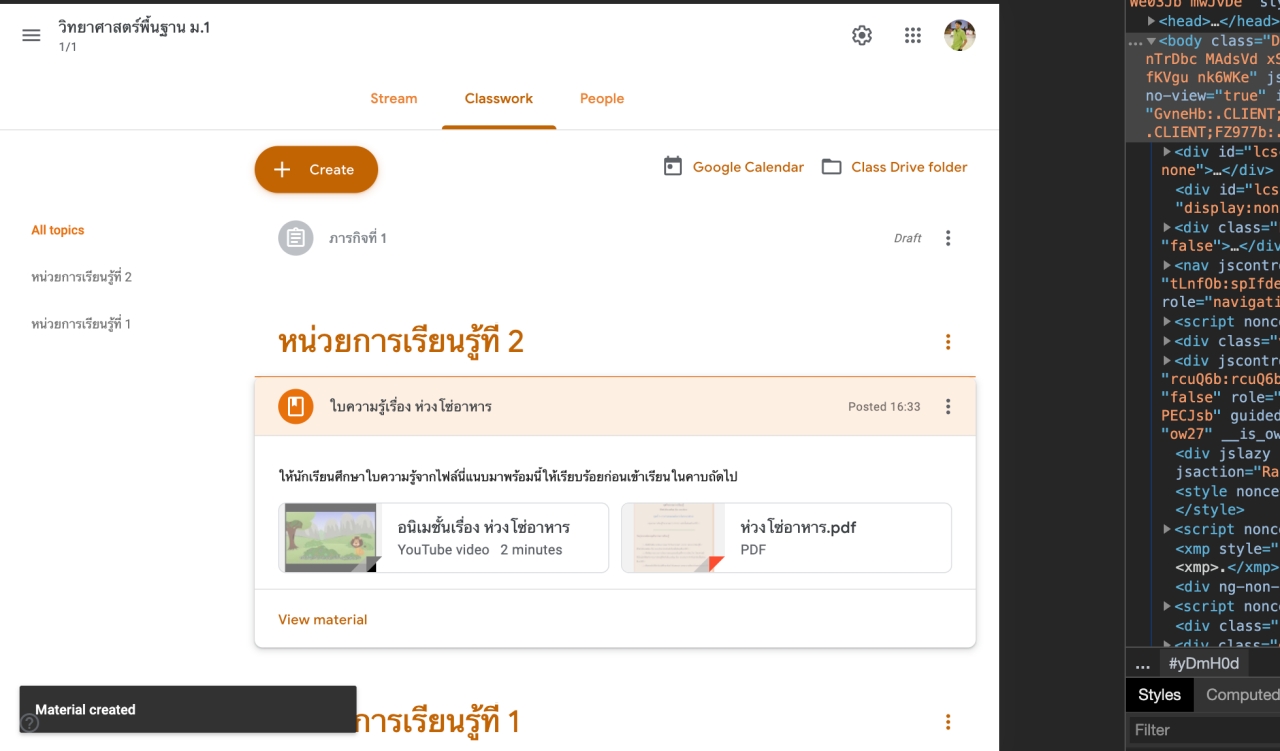 วิทยาศาสตร์พื้นฐาน ม.1
1/1
Stream
Classwork
People
Create
Google Calendar
Class Drive folder
All topics
หน่วยการเรียนรู้ที่ 2
หน่วยการเรียนรู้ที่ 1
ภารกิจที่ 1
Draft
หน่วยการเรียนรู้ที่ 2
ใบความรู้เรื่อง ห่วงโซ่อาหาร
Posted 16:33
ให้นักเรียนศึกษาใบความรู้จากไฟล์นี่แนบมาพร้อมนี้ให้เรียบร้อยก่อนเข้าเรียนในคาบถัดไป
อนิเมชั้นเรื่อง ห่วงโซ่อาหาร
YouTube video 2 minutes
ห่วงโซ่อาหาร.pdf
PDF
View material
Material created
การเรียนรู้ที่ 1
<head>…</head>
<body class="D
nTrDbc MAdsVd xS
fKVgu nk6WKe" js
no-view="true" i
"GvneHb:.CLIENT;
.CLIENT;FZ977b:.
<div id="lcs
none">…</div>
<div id="lcs
"display:non
<div class="
"false">…</div
<nav jscontr
"tLnfOb:spIfde
role="navigati
<script nonc
<div class="
<div jscontr
"rcuQ6b:rcuQ6b
"false" role="
PECJsb" guided
"ow27" __is_ow
<div jslazy
jsaction="Ra
<style nonce
</style>
<script nonc
<xmp style="
<xmp>.</xmp>
<div ng-non-
<script nonc
<div class="
<div class="
... #yDmH0d
Styles Computed
Filter